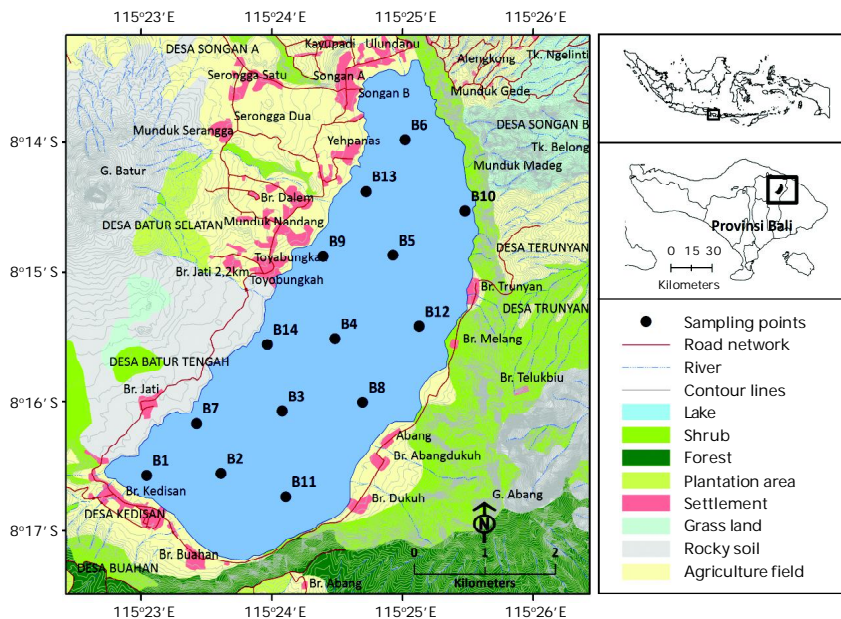 115°23'E 115°24'E 115°25'E 115°26'E
DESA SONGAN A
Kayupadi Ulundanu
Alengkong
Tk. Ngelinti
Serongga Satu
Songan A
Songan B
Munduk Gede
Serongga Dua
Munduk Serangga
B6
DESA SONGAN B
8°14' S
Yehpanas
Tk. Belong
Munduk Madeg
G. Batur
B13
Br. Dalem
B10
DESA BATUR SELATAN
Munduk Nandang
B9
B5
DESA TERUNYAN
Toyabungkah
8°15' S
Br. Jati 2.2km
Toyobungkah
Br. Trunyan
B12
DESA TRUNYAN
B14
B4
Br. Melang
DESA BATUR TENGAH
Br. Telukbiu
Br. Jati
8°16' S
B3
B8
B7
Abang
B1
B2
Br. Abangdukuh
Br. Kedisan
B11
G. Abang
Br. Dukuh
DESA KEDISAN
N
8°17' S
Br. Buahan
DESA BUAHAN
0 1 2
Kilometers
Br. Abang
115°23'E 115°24'E 115°25'E 115°26'E
Provinsi Bali
0 15 30
Kilometers
Sampling points
Road network
River
Contour lines
Lake
Shrub
Forest
Plantation area
Settlement
Grass land
Rocky soil
Agriculture field